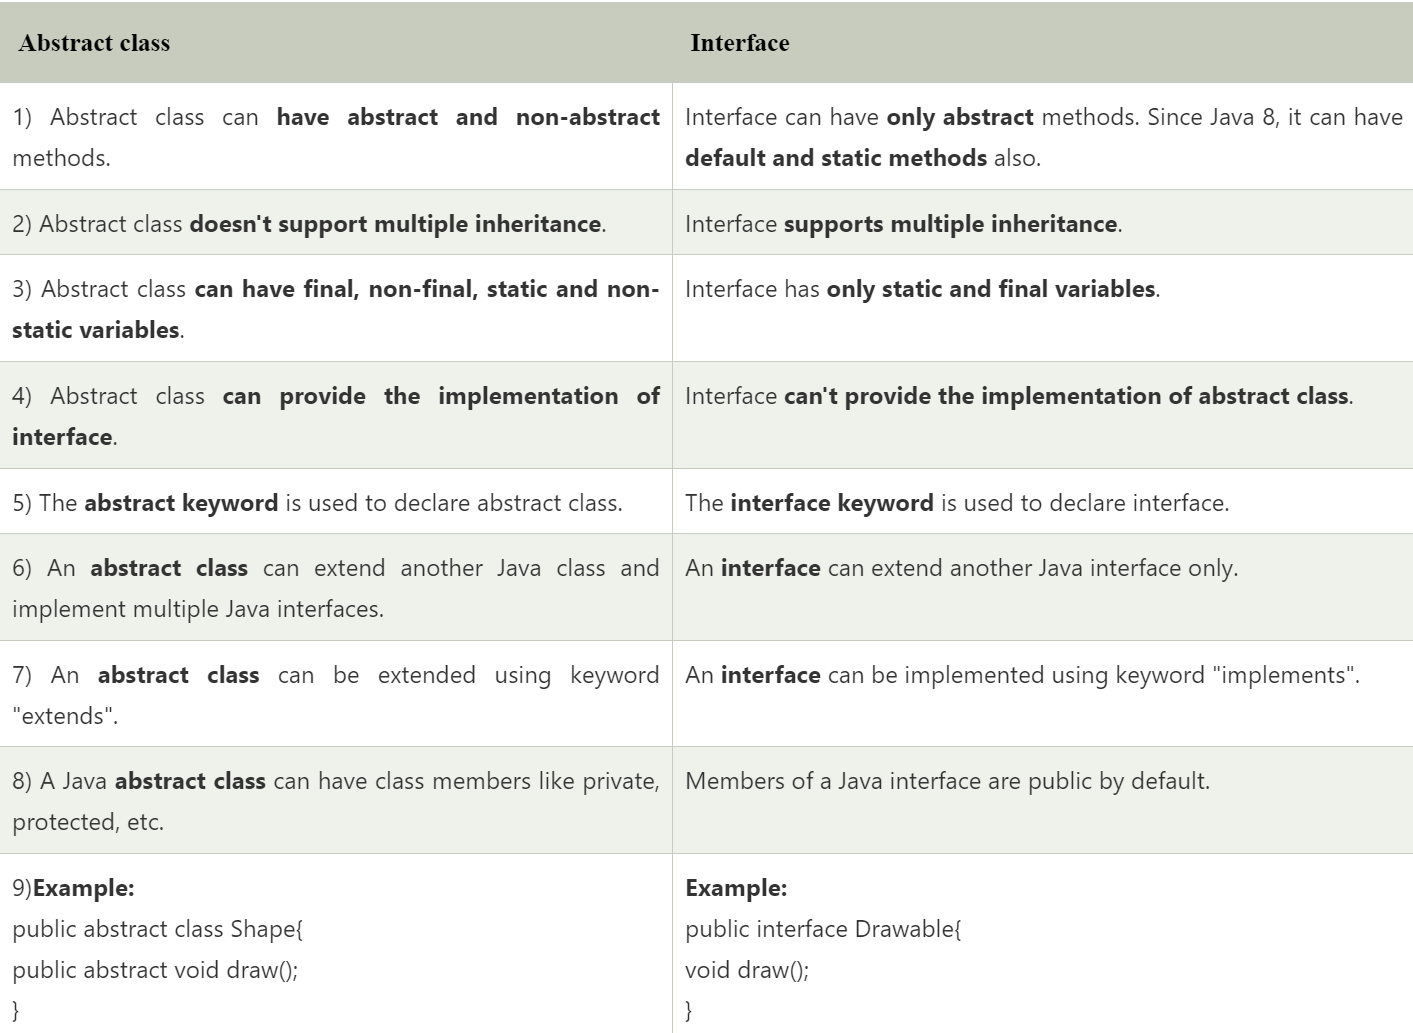 Abstract class
Interface
1) Abstract class can have abstract and non-abstract
methods.
Interface can have only abstract methods. Since Java 8, it can have
default and static methods also.
2) Abstract class doesn't support multiple inheritance.
Interface supports multiple inheritance.
3) Abstract class can have final, non-final, static and non-
static variables.
Interface has only static and final variables.
4) Abstract class can provide the implementation of
interface.
Interface can't provide the implementation of abstract class.
5) The abstract keyword is used to declare abstract class.
The interface keyword is used to declare interface.
6) An abstract class can extend another Java class and
implement multiple Java interfaces.
An interface can extend another Java interface only.
7) An abstract class can be extended using keyword
"extends".
An interface can be implemented using keyword "implements".
8) A Java abstract class can have class members like private,
protected, etc.
Members of a Java interface are public by default.
9)Example:
public abstract class Shape{
public abstract void draw();
}
Example:
public interface Drawable{
void draw();
}